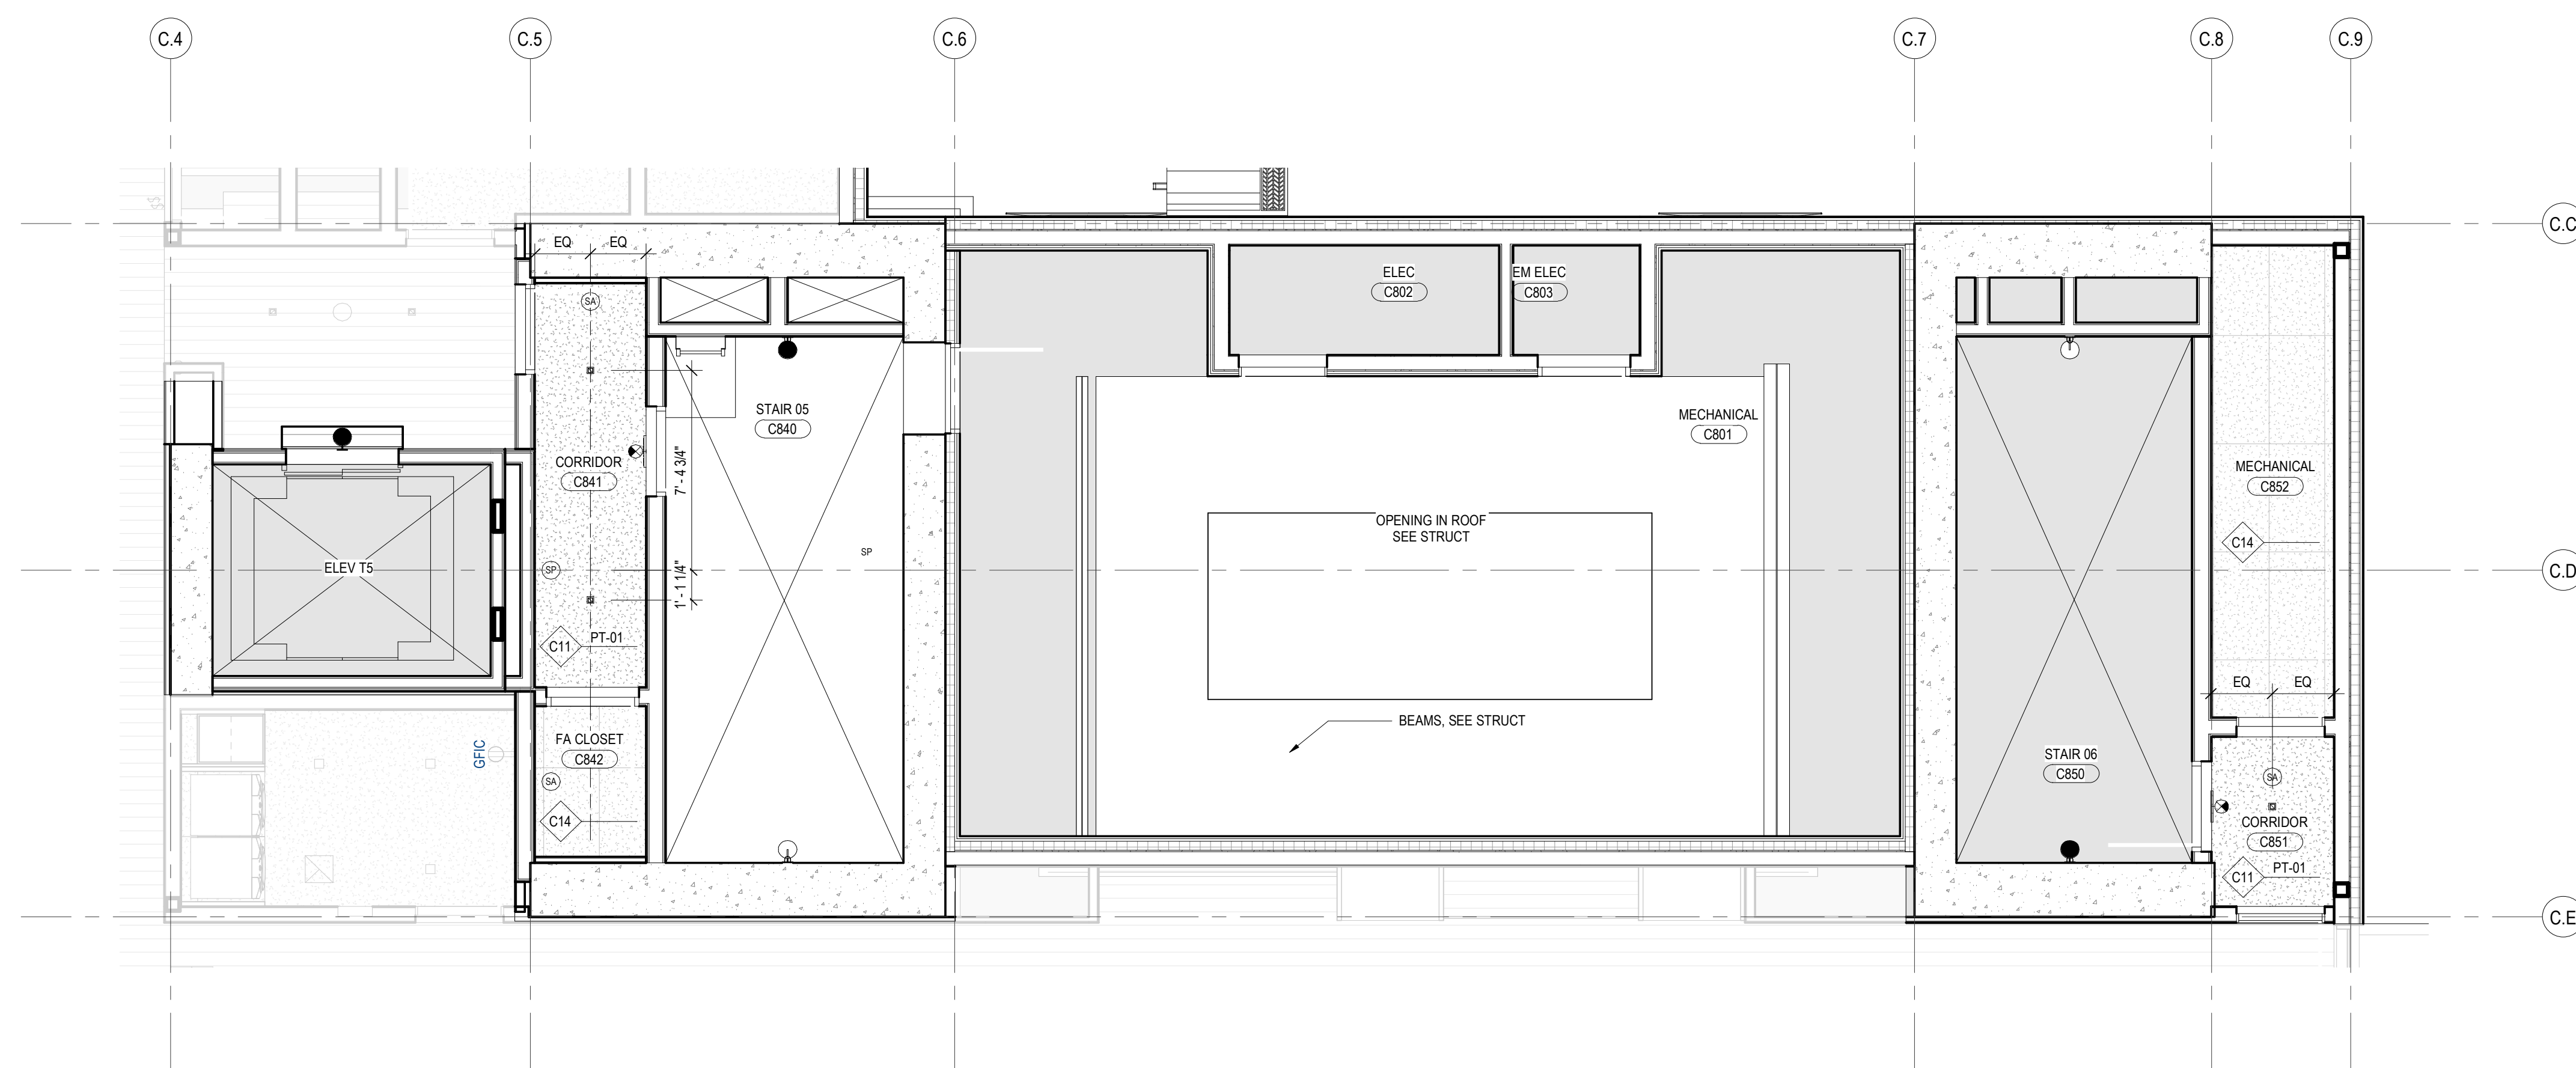 C.4
C.5
C.6
C.7
C.8
C.9
C.C
EQ
EQ
SA
ELEC
C802
EM ELEC
C803
STAIR 05
C840
MECHANICAL
C801
CORRIDOR
C841
7' - 4 3/4"
MECHANICAL
C852
OPENING IN ROOF
SEE STRUCT
C14
SP
ELEV T5
SP
C.D
1' - 1 1/4"
C11
PT-01
EQ
EQ
BEAMS, SEE STRUCT
FA CLOSET
C842
GFIC
STAIR 06
C850
SA
SA
C14
CORRIDOR
C851
C11
PT-01
C.E